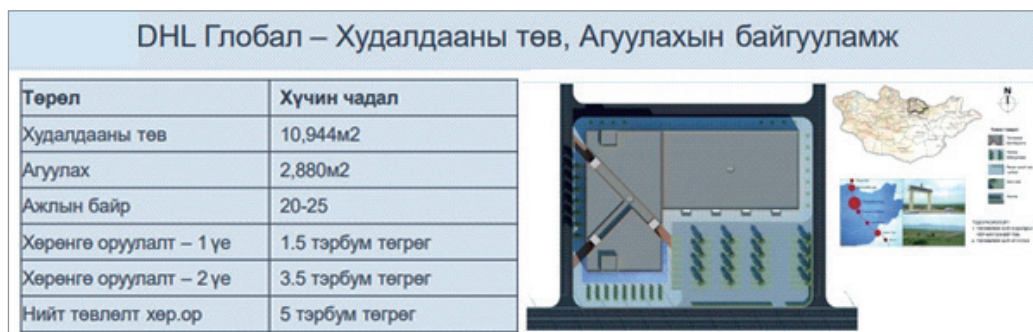 DHL Глобал – Худалдааны төв, Агуулахын байгууламж
Төрөл Хүчин чадал
Худалдааны төв 10,944м2
Агуулах 2,880м2
Ажлын байр 20-25
Хөрөнгө оруулалт – 1 үе 1.5 тэрбум төгрөг
Хөрөнгө оруулалт – 2 үе 3.5 тэрбум төгрөг
Нийт төвлөлт хөр.ор 5 тэрбум төгрөг
N